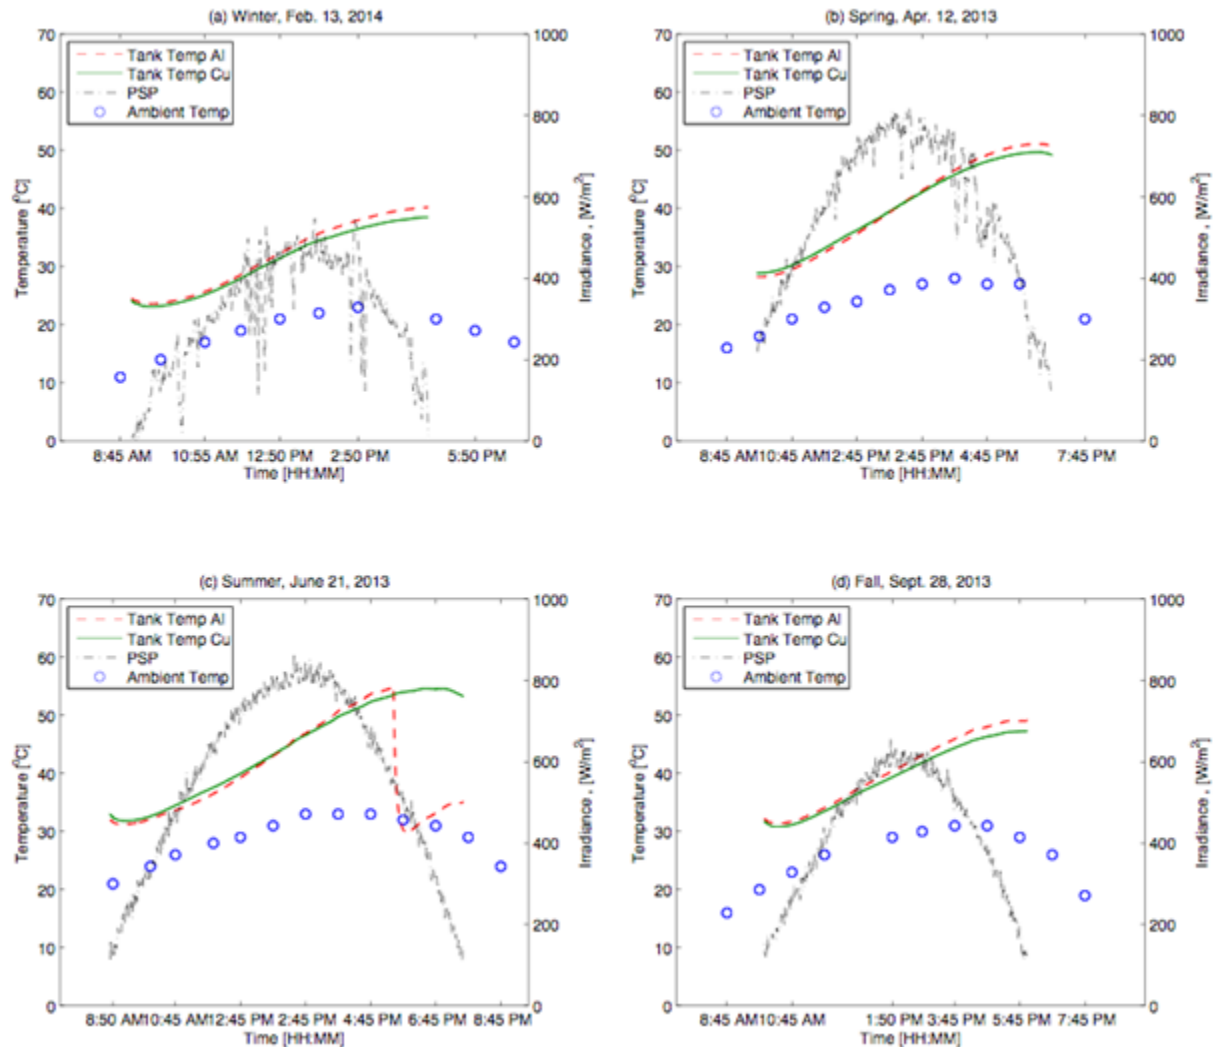 (a) Winter, Feb. 13, 2014
70
60
50
40
30
20
10
0
Temperature [°C]
Tank Temp Al
Tank Temp Cu
PSP
Ambient Temp
1000
800
600
400
200
0
Irradiance , [W/m²]
8:45 AM 10:55 AM 12:50 PM 2:50 PM 5:50 PM
Time [HH:MM]
(b) Spring, Apr. 12, 2013
70
60
50
40
30
20
10
0
Temperature [°C]
Tank Temp Al
Tank Temp Cu
PSP
Ambient Temp
1000
800
600
400
200
0
Irradiance , [W/m²]
8:45 AM 10:45 AM 12:45 PM 2:45 PM 4:45 PM 7:45 PM
Time [HH:MM]
(c) Summer, June 21, 2013
70
60
50
40
30
20
10
0
Temperature [°C]
Tank Temp Al
Tank Temp Cu
PSP
Ambient Temp
1000
800
600
400
200
0
Irradiance , [W/m²]
8:50 AM 10:45 AM 12:45 PM 2:45 PM 4:45 PM 6:45 PM 8:45 PM
Time [HH:MM]
(d) Fall, Sept. 28, 2013
70
60
50
40
30
20
10
0
Temperature [°C]
Tank Temp Al
Tank Temp Cu
PSP
Ambient Temp
1000
800
600
400
200
0
Irradiance , [W/m²]
8:45 AM 10:45 AM 1:50 PM 3:45 PM 5:45 PM 7:45 PM
Time [HH:MM]